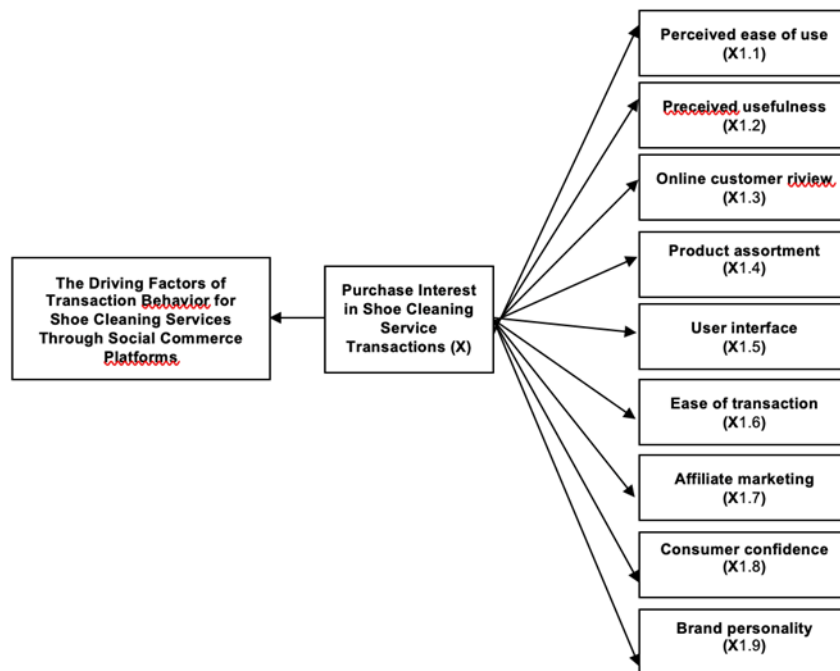 Perceived ease of use
(X1.1)
Preceived usefulness
(X1.2)
Online customer riview
(X1.3)
Product assortment
(X1.4)
The Driving Factors of
Transaction Behavior for
Shoe Cleaning Services
Through Social Commerce
Platforms
Purchase Interest
in Shoe Cleaning
Service
Transactions (X)
User interface
(X1.5)
Ease of transaction
(X1.6)
Affiliate marketing
(X1.7)
Consumer confidence
(X1.8)
Brand personality
(X1.9)